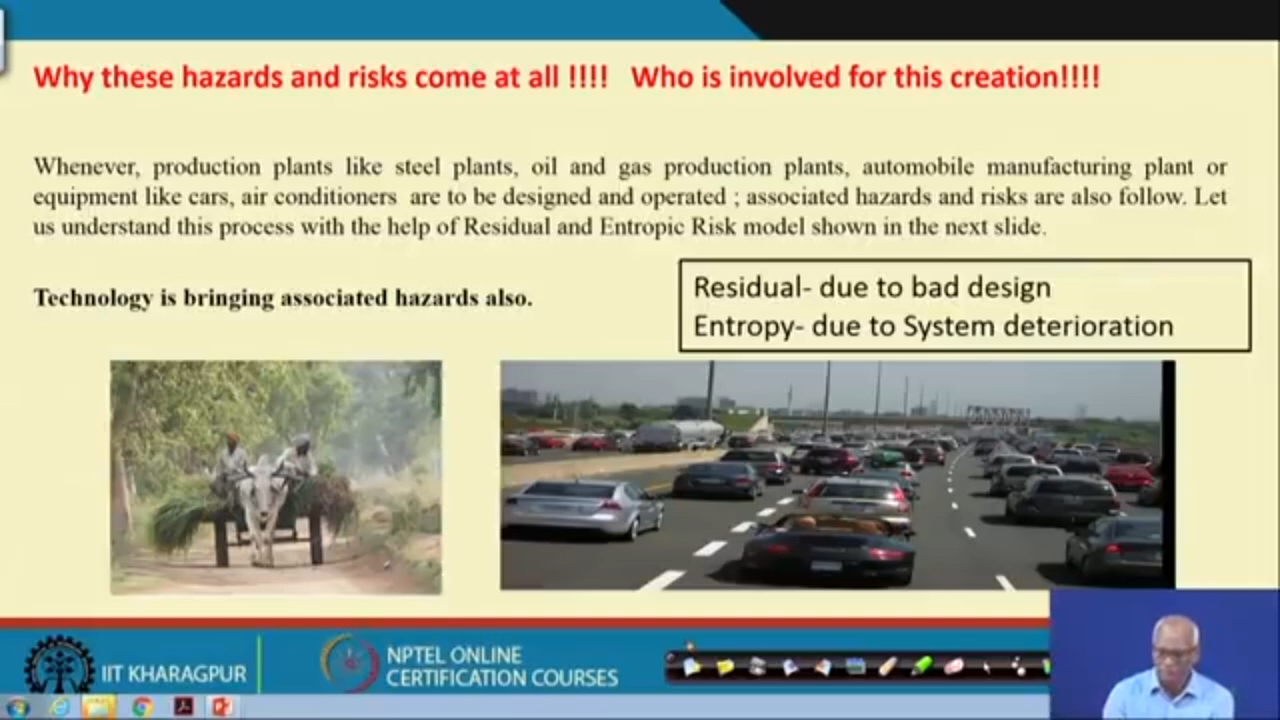 Why these hazards and risks come at all !!!! Who is involved for this creation!!!!
Whenever, production plants like steel plants, oil and gas production plants, automobile manufacturing plant or
equipment like cars, air conditioners are to be designed and operated ; associated hazards and risks are also follow. Let
us understand this process with the help of Residual and Entropic Risk model shown in the next slide.
Technology is bringing associated hazards also.
Residual- due to bad design
Entropy- due to System deterioration
IIT KHARAGPUR
NPTEL ONLINE
CERTIFICATION COURSES